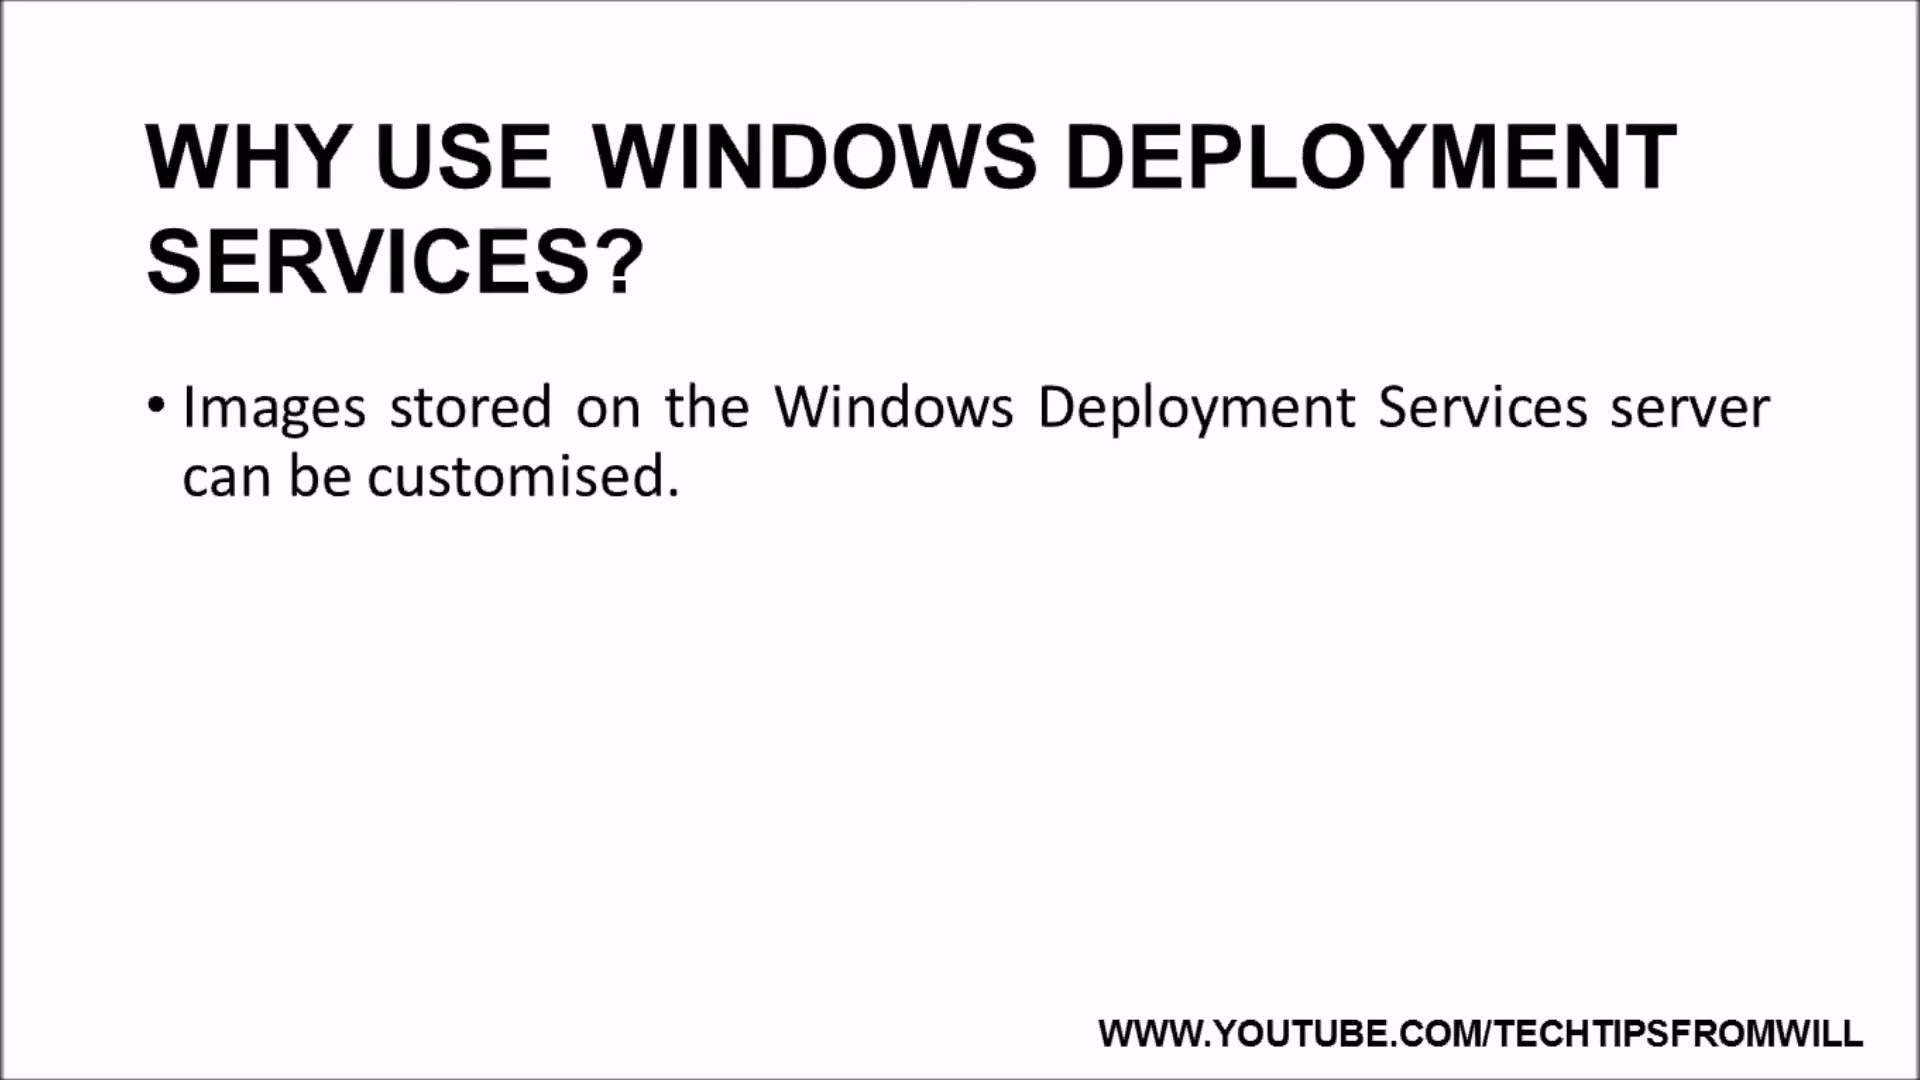 WHY USE WINDOWS DEPLOYMENT
SERVICES?
• Images stored on the Windows Deployment Services server
can be customised.
WWW.YOUTUBE.COM/TECHTIPSFROMWILL